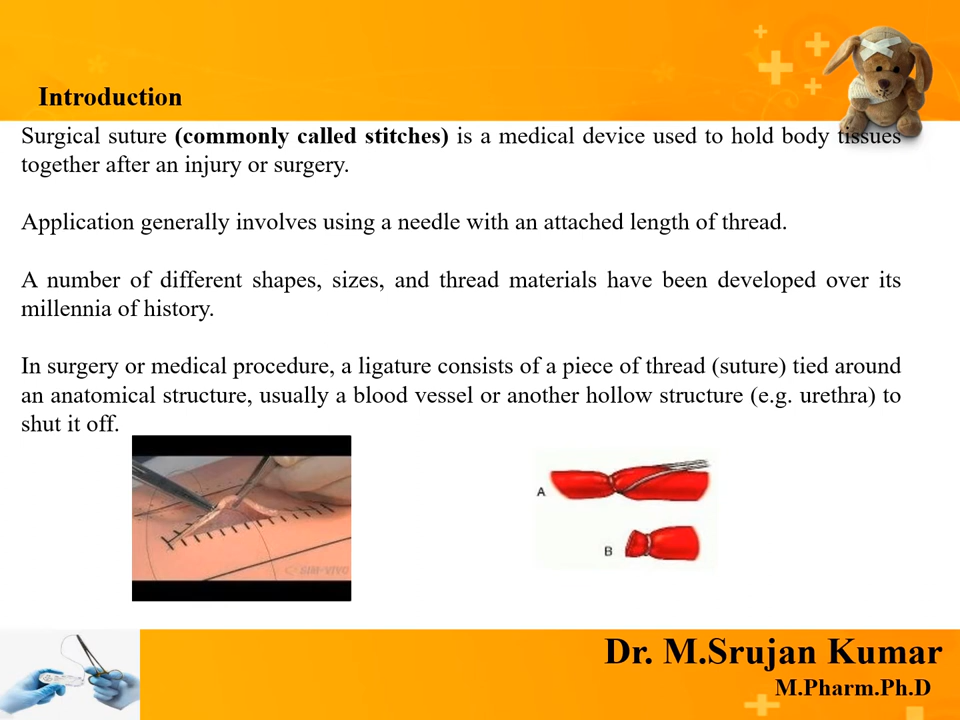 Introduction
Surgical suture (commonly called stitches) is a medical device used to hold body tissues
together after an injury or surgery.
Application generally involves using a needle with an attached length of thread.
A number of different shapes, sizes, and thread materials have been developed over its
millennia of history.
In surgery or medical procedure, a ligature consists of a piece of thread (suture) tied around
an anatomical structure, usually a blood vessel or another hollow structure (e.g. urethra) to
shut it off.
A
B
SIM-VIVO
Dr. M.Srujan Kumar
M.Pharm.Ph.D